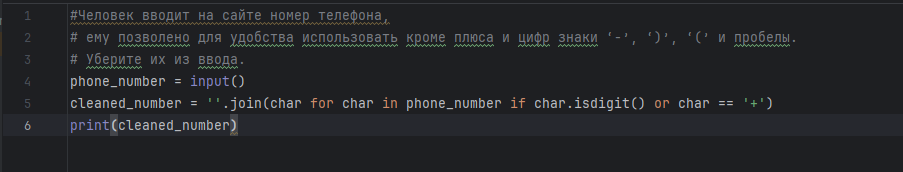 1 #Человек вводит на сайте номер телефона,
2 # ему позволено для удобства использовать кроме плюса и цифр знаки ‘-’, ‘)’, ‘(’ и пробелы.
3 # Уберите их из ввода.
4 phone_number = input()
5 cleaned_number = ''.join(char for char in phone_number if char.isdigit() or char == '+')
6 print(cleaned_number)